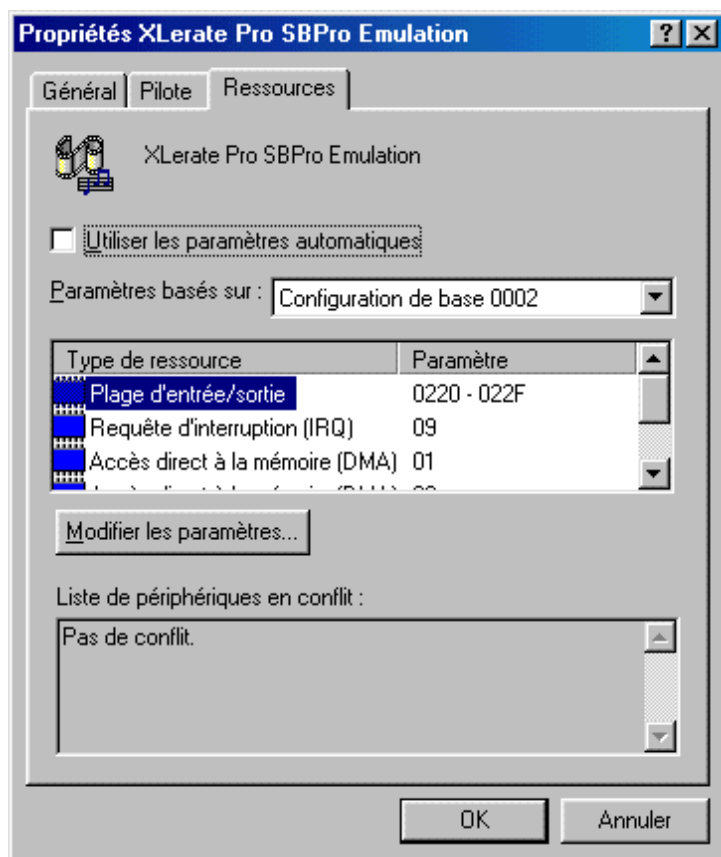 Propriétés XLerate Pro SBPro Emulation
Général Pilote Ressources
XLerate Pro SBPro Emulation
Utiliser les paramètres automatiques
Paramètres basés sur : Configuration de base 0002
Type de ressource Paramètre
Plage d'entrée/sortie 0220 - 022F
Requête d'interruption (IRQ) 09
Accès direct à la mémoire (DMA) 01
Modifier les paramètres...
Liste de périphériques en conflit :
Pas de conflit.
OK Annuler